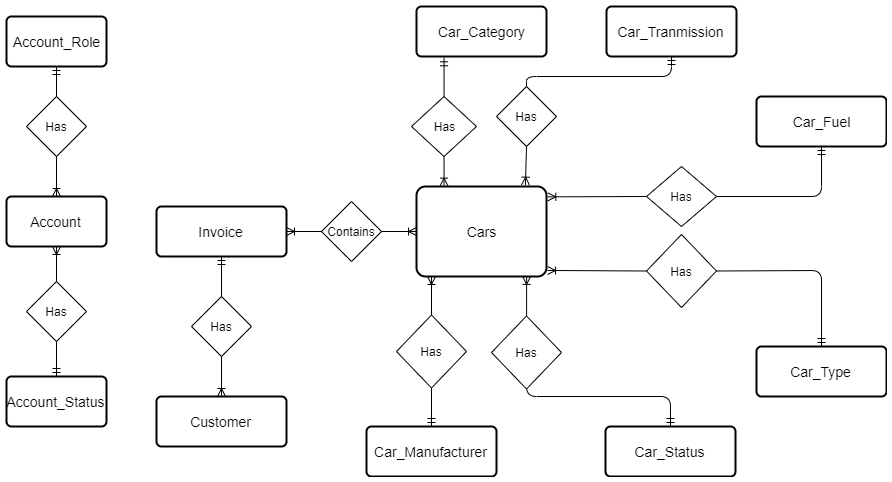 Account_Role
Car_Category
Car_Tranmission
Has
Has
Has
Car_Fuel
Has
Account
Invoice
Contains
Cars
Has
Has
Has
Has
Has
Car_Type
Account_Status
Customer
Car_Manufacturer
Car_Status